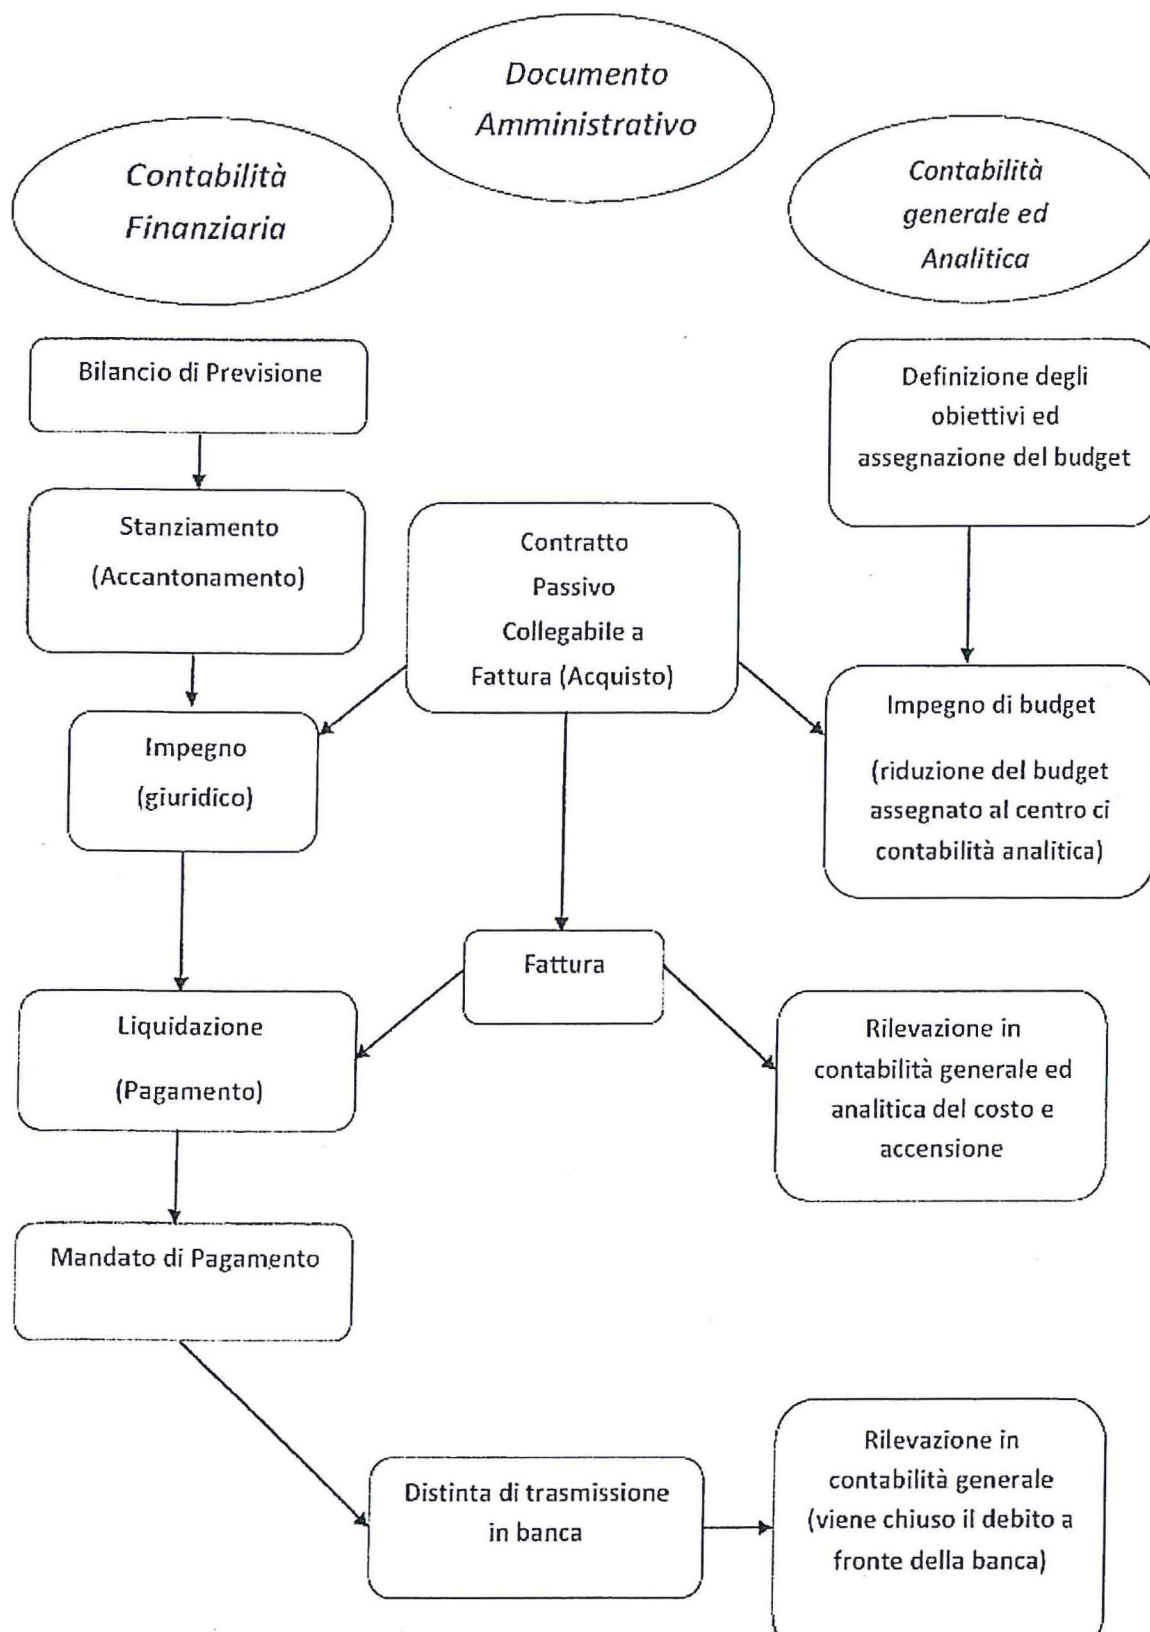 Documento
Amministrativo
Contabilità
Finanziaria
Contabilità
generale ed
Analitica
Bilancio di Previsione
Definizione degli
obiettivi ed
assegnazione del budget
Stanziamento
(Accantonamento)
Contratto
Passivo
Collegabile a
Fattura (Acquisto)
Impegno
(giuridico)
Impegno di budget
(riduzione del budget
assegnato al centro ci
contabilità analitica)
Fattura
Liquidazione
(Pagamento)
Rilevazione in
contabilità generale ed
analitica del costo e
accensione
Mandato di Pagamento
Distinta di trasmissione
in banca
Rilevazione in
contabilità generale
(viene chiuso il debito a
fronte della banca)